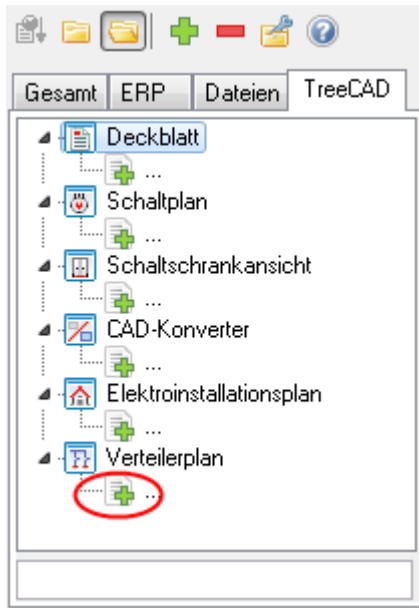 Gesamt ERP Dateien TreeCAD
Deckblatt
...
Schaltplan
...
Schaltschrankansicht
...
CAD-Konverter
...
Elektroinstallationsplan
...
Verteilerplan
...